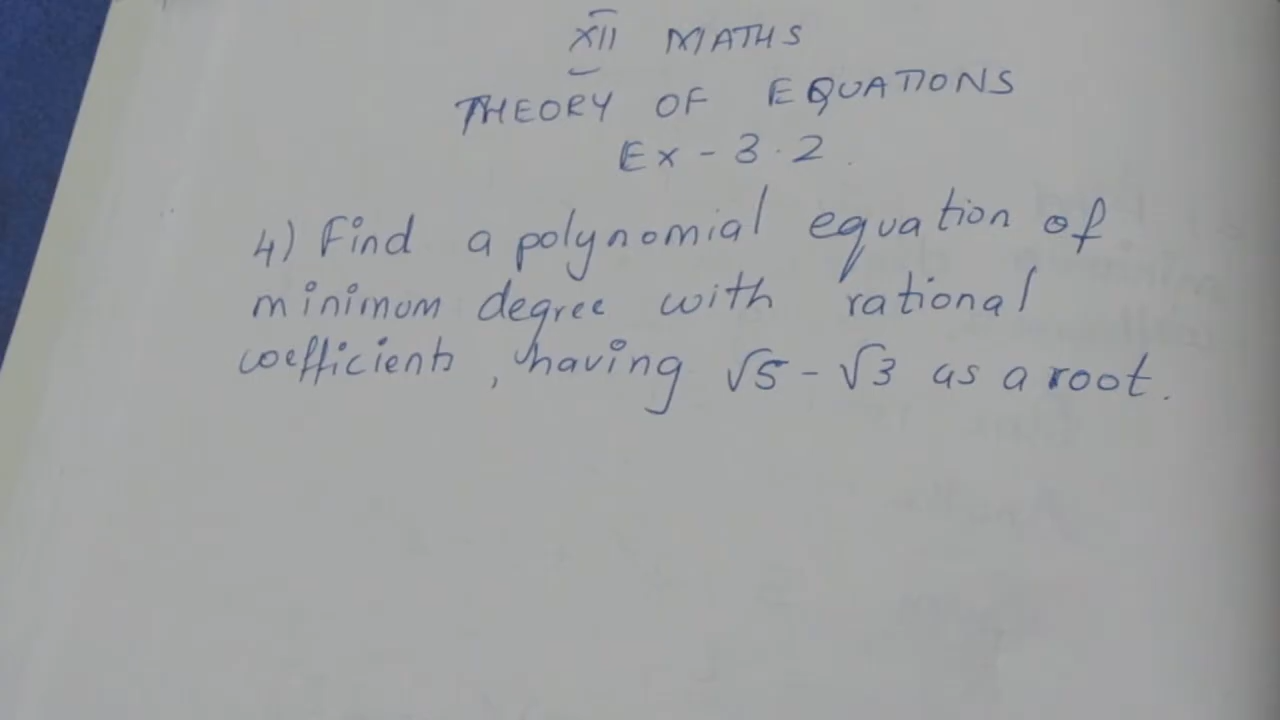 XII MATHS
THEORY OF EQUATIONS
Ex - 3.2.
4) Find a polynomial equation of
minimum degree with rational
coefficients, having √5 - √3 as a root.